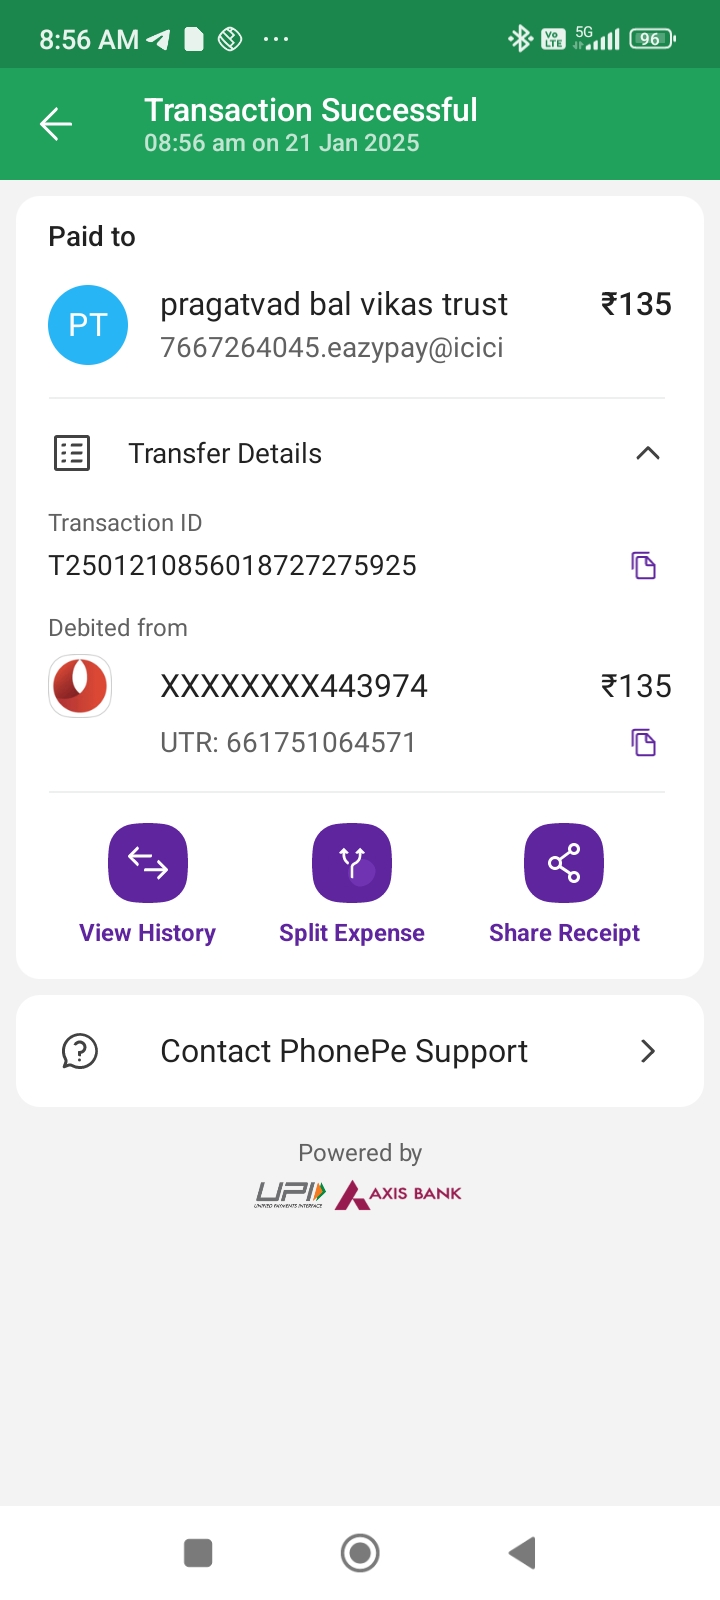 8:56 AM
5G
Vo LTE
96
Transaction Successful
08:56 am on 21 Jan 2025
Paid to
PT
pragatvad bal vikas trust ₹135
7667264045.eazypay@icici
Transfer Details
Transaction ID
T2501210856018727275925
Debited from
XXXXXXXX443974 ₹135
UTR: 661751064571
View History Split Expense Share Receipt
Contact PhonePe Support
Powered by
UPI AXIS BANK
UNIFIED PAYMENTS INTERFACE